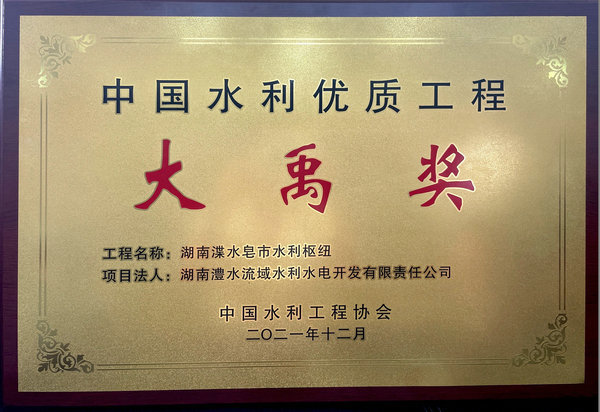 中国水利优质工程
大禹奖
工程名称：湖南渫水皂市水利枢纽
项目法人：湖南澧水流域水利水电开发有限责任公司
中国水利工程协会
二〇二一年十二月